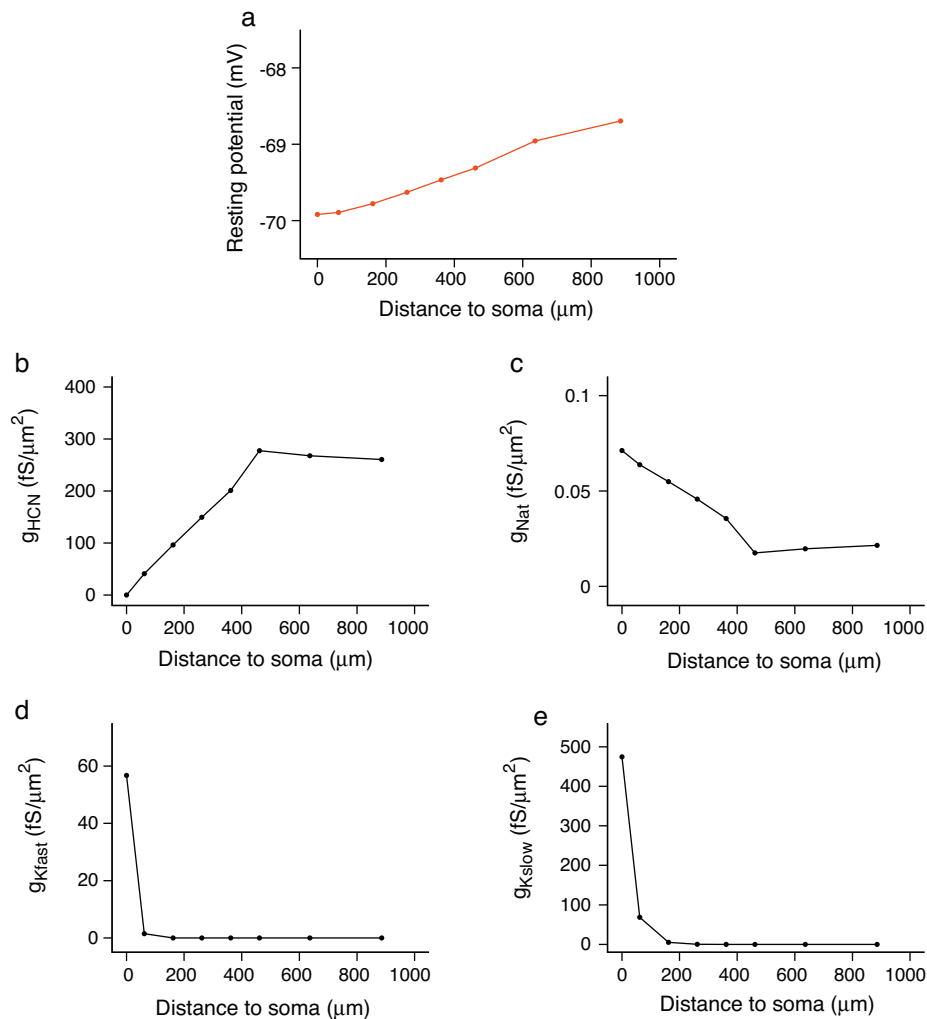 a
Resting potential (mV)
-68
-69
-70
0 200 400 600 800 1000
Distance to soma (μm)
b
g_HCN (fS/μm²)
400
300
200
100
0
0 200 400 600 800 1000
Distance to soma (μm)
c
g_Nat (fS/μm²)
0.1
0.05
0
0 200 400 600 800 1000
Distance to soma (μm)
d
g_Kfast (fS/μm²)
60
40
20
0
0 200 400 600 800 1000
Distance to soma (μm)
e
g_Kslow (fS/μm²)
500
400
300
200
100
0
0 200 400 600 800 1000
Distance to soma (μm)